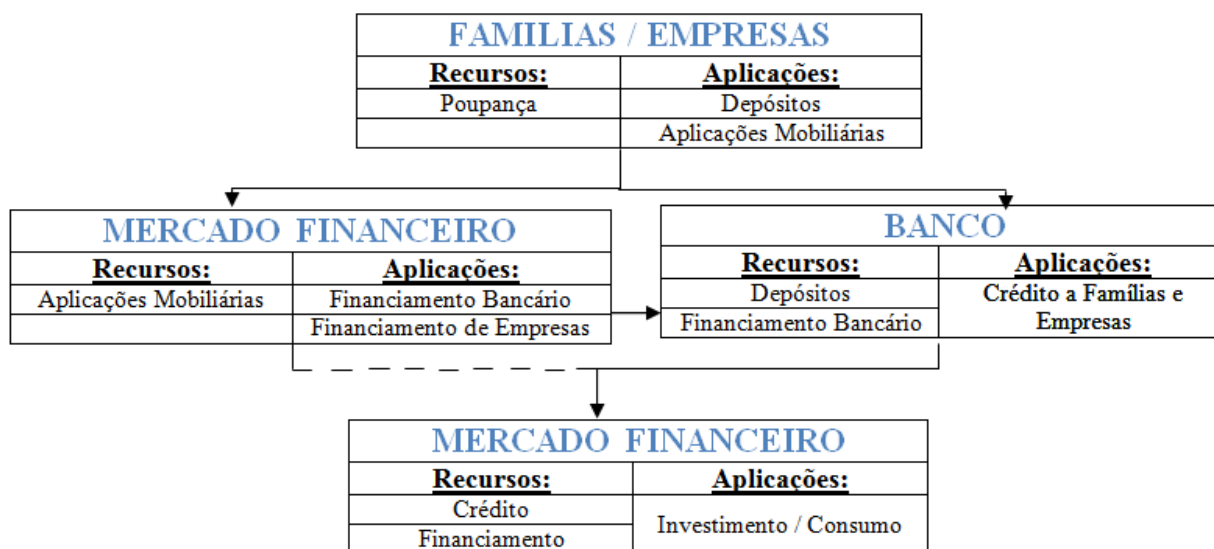 FAMILIAS / EMPRESAS
Recursos:
Aplicações:
Poupança
Depósitos
Aplicações Mobiliárias
MERCADO FINANCEIRO
Recursos:
Aplicações:
Aplicações Mobiliárias
Financiamento Bancário
Financiamento de Empresas
BANCO
Recursos:
Aplicações:
Depósitos
Crédito a Famílias e
Empresas
Financiamento Bancário
MERCADO FINANCEIRO
Recursos:
Aplicações:
Crédito
Investimento / Consumo
Financiamento